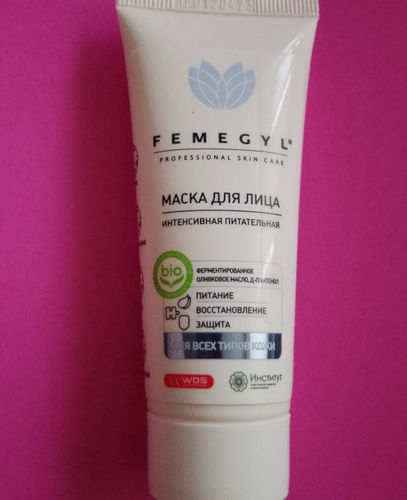 FEMEGYL®
PROFESSIONAL SKIN CARE
МАСКА ДЛЯ ЛИЦА
ИНТЕНСИВНАЯ ПИТАТЕЛЬНАЯ
bio
ФЕРМЕНТИРОВАННОЕ
ОЛИВКОВОЕ МАСЛО, Д-ПАНТЕНОЛ
ПИТАНИЕ
ВОССТАНОВЛЕНИЕ
ЗАЩИТА
ДЛЯ ВСЕХ ТИПОВ КОЖИ
WDS
Институт